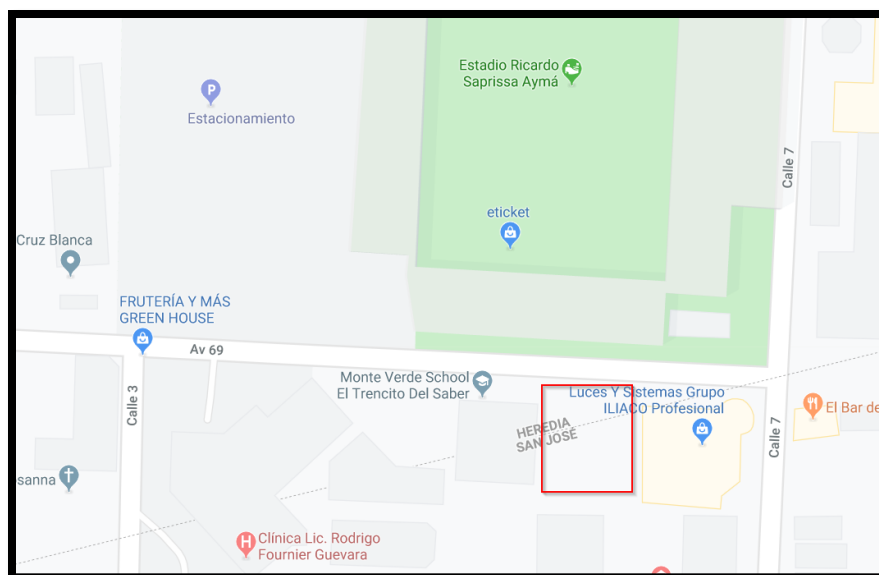 Estadio Ricardo
Saprissa Aymá
Estacionamiento
Calle 7
eticket
Cruz Blanca
FRUTERÍA Y MÁS
GREEN HOUSE
Av 69
Monte Verde School
El Trencito Del Saber
Luces Y Sistemas Grupo
ILIACO Profesional
Calle 3
HEREDIA
SAN JOSÉ
El Bar de
Calle 7
osanna
Clínica Lic. Rodrigo
Fournier Guevara